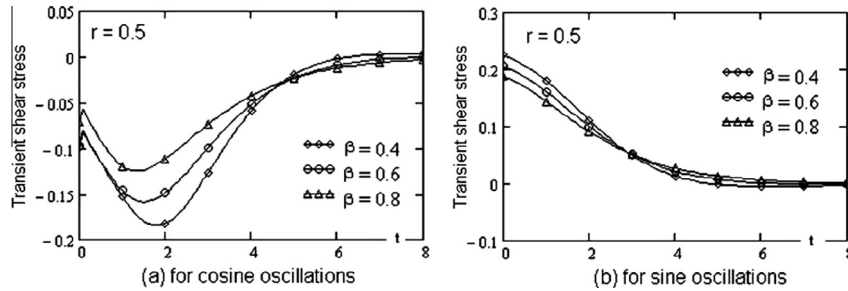 0.05
0
- 0.05
- 0.1
- 0.15
- 0.2
Transient shear stress
r = 0.5
β = 0.4
β = 0.6
β = 0.8
t
0
2
4
6
8
(a) for cosine oscillations
0.3
0.2
0.1
0
- 0.1
Transient shear stress
r = 0.5
β = 0.4
β = 0.6
β = 0.8
t
0
2
4
6
8
(b) for sine oscillations